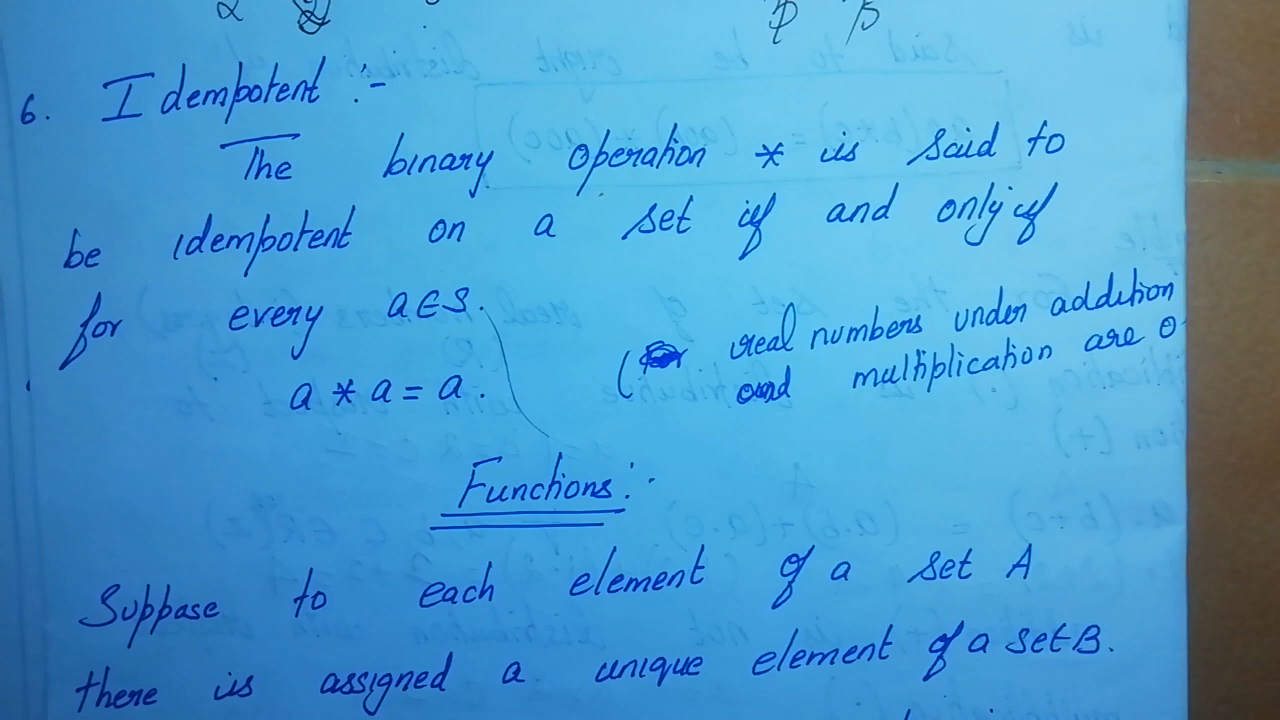 6. Idempotent :-
The binary operation * is said to
be idempotent on a set if and only if
for every a∈S.
a * a = a.
( real numbers under addition
and multiplication are
Functions :-
Suppase to each element of a set A
there is assigned a unique element of a set B.